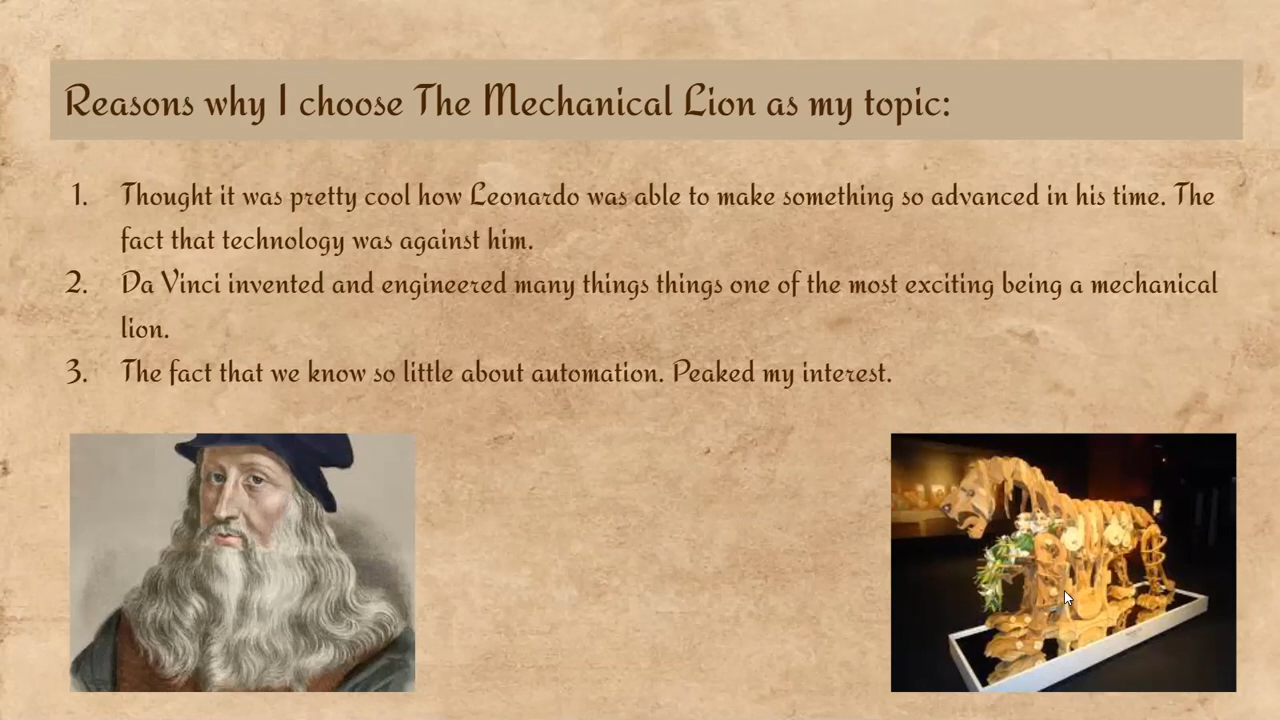 Reasons why I choose The Mechanical Lion as my topic:
1. Thought it was pretty cool how Leonardo was able to make something so advanced in his time. The
fact that technology was against him.
2. Da Vinci invented and engineered many things things one of the most exciting being a mechanical
lion.
3. The fact that we know so little about automation. Peaked my interest.